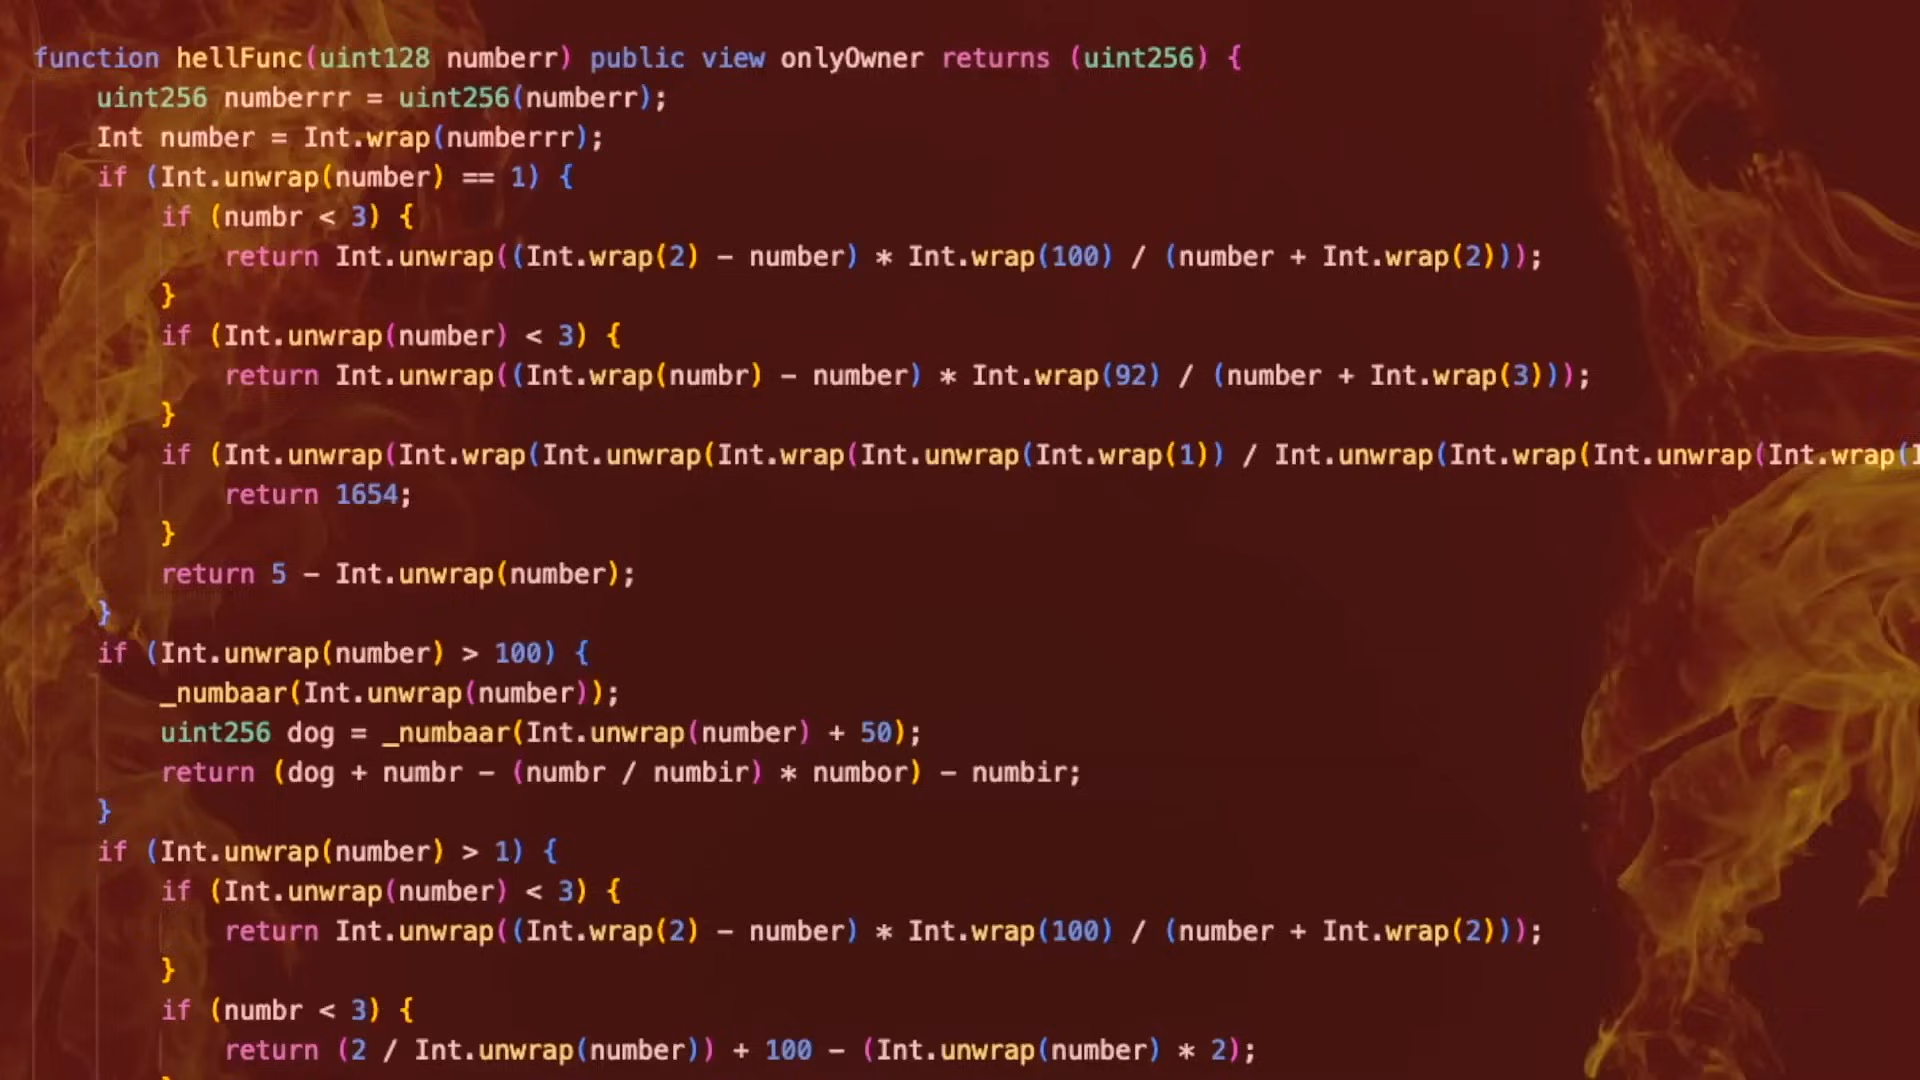 function hellFunc(uint128 numberr) public view onlyOwner returns (uint256) {
uint256 numberrr = uint256(numberr);
Int number = Int.wrap(numberrr);
if (Int.unwrap(number) == 1) {
if (numbr < 3) {
return Int.unwrap((Int.wrap(2) - number) * Int.wrap(100) / (number + Int.wrap(2)));
}
if (Int.unwrap(number) < 3) {
return Int.unwrap((Int.wrap(numbr) - number) * Int.wrap(92) / (number + Int.wrap(3)));
}
if (Int.unwrap(Int.wrap(Int.unwrap(Int.wrap(Int.unwrap(Int.wrap(1)) / Int.unwrap(Int.wrap(Int.unwrap(Int.wrap(
return 1654;
}
return 5 - Int.unwrap(number);
}
if (Int.unwrap(number) > 100) {
_numbaar(Int.unwrap(number));
uint256 dog = _numbaar(Int.unwrap(number) + 50);
return (dog + numbr - (numbr / numbir) * numbor) - numbir;
}
if (Int.unwrap(number) > 1) {
if (Int.unwrap(number) < 3) {
return Int.unwrap((Int.wrap(2) - number) * Int.wrap(100) / (number + Int.wrap(2)));
}
if (numbr < 3) {
return (2 / Int.unwrap(number)) + 100 - (Int.unwrap(number) * 2);